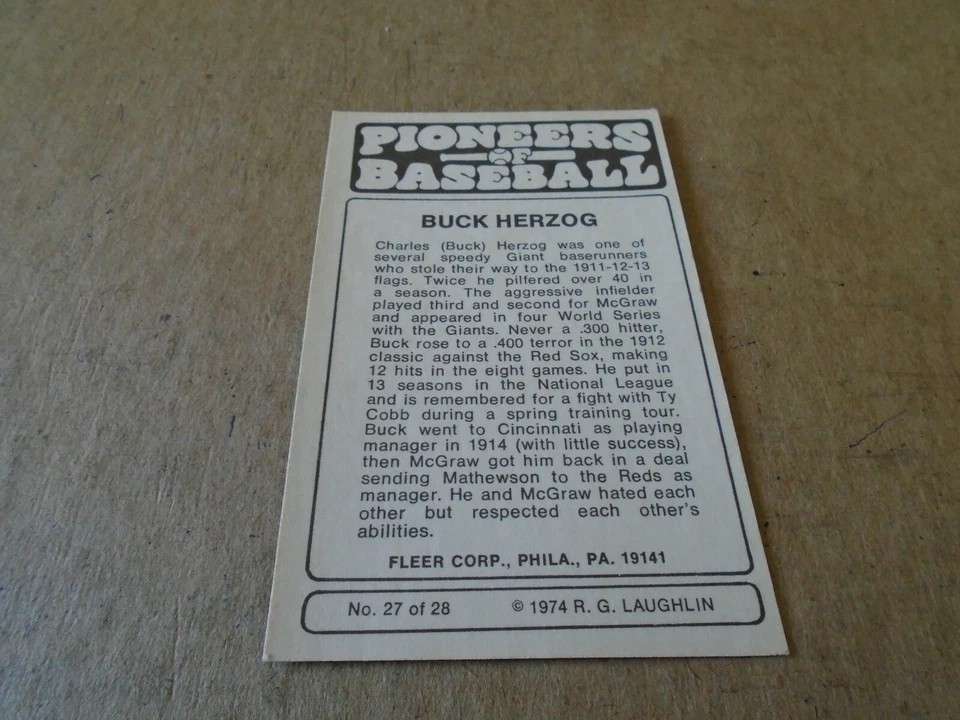 PIONEERS
OF
BASEBALL
BUCK HERZOG
Charles (Buck) Herzog was one of
several speedy Giant baserunners
who stole their way to the 1911-12-13
flags. Twice he pilfered over 40 in
a season. The aggressive infielder
played third and second for McGraw
and appeared in four World Series
with the Giants. Never a .300 hitter,
Buck rose to a .400 terror in the 1912
classic against the Red Sox, making
12 hits in the eight games. He put in
13 seasons in the National League
and is remembered for a fight with Ty
Cobb during a spring training tour.
Buck went to Cincinnati as playing
manager in 1914 (with little success),
then McGraw got him back in a deal
sending Mathewson to the Reds as
manager. He and McGraw hated each
other but respected each other's
abilities.
FLEER CORP., PHILA., PA. 19141
No. 27 of 28 © 1974 R. G. LAUGHLIN